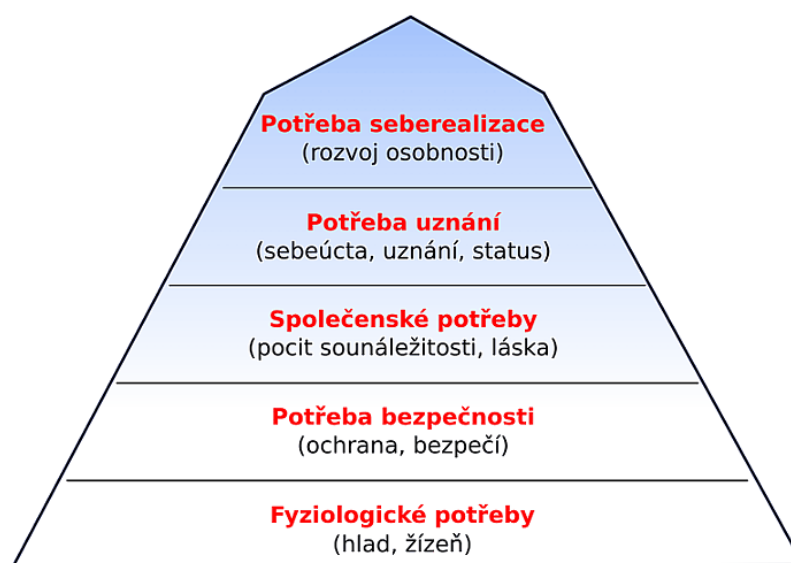 Potřeba seberealizace
(rozvoj osobnosti)
Potřeba uznání
(sebeúcta, uznání, status)
Společenské potřeby
(pocit sounáležitosti, láska)
Potřeba bezpečnosti
(ochrana, bezpečí)
Fyziologické potřeby
(hlad, žízeň)